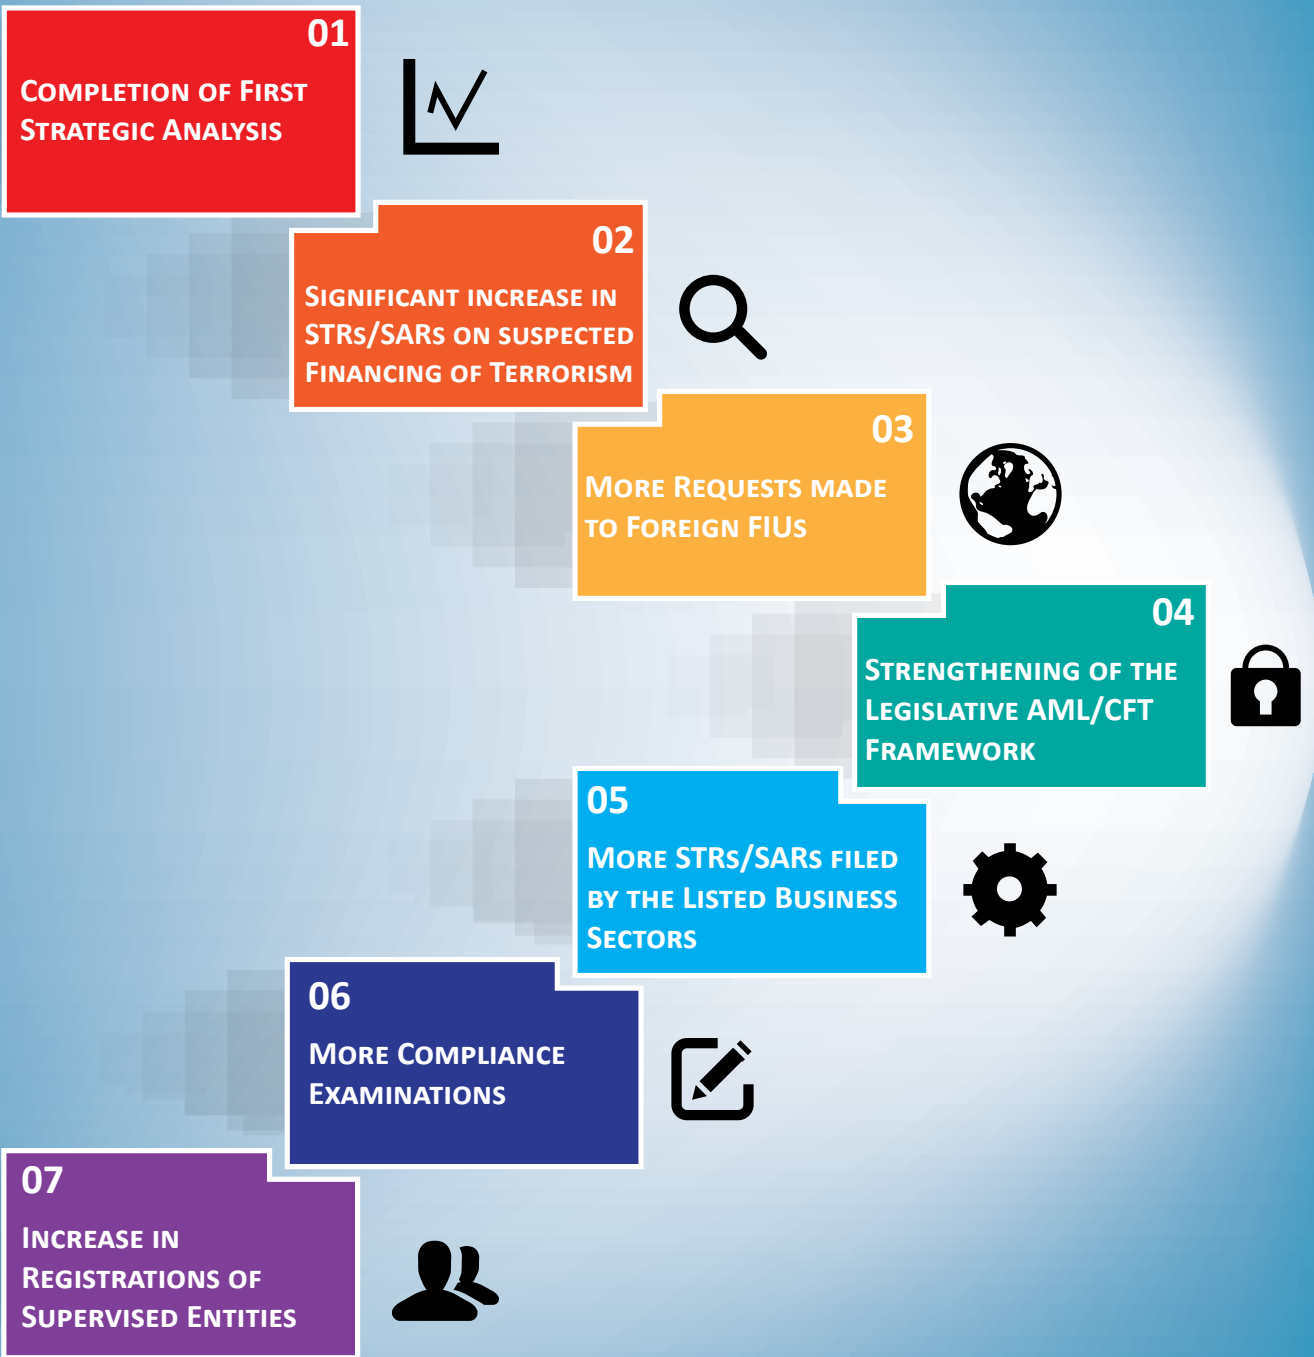 01
Completion of First
Strategic Analysis
02
Significant increase in
STRs/SARs on suspected
Financing of Terrorism
03
More Requests made
to Foreign FIUs
04
Strengthening of the
Legislative AML/CFT
Framework
05
More STRs/SARs filed
by the Listed Business
Sectors
06
More Compliance
Examinations
07
Increase in
Registrations of
Supervised Entities